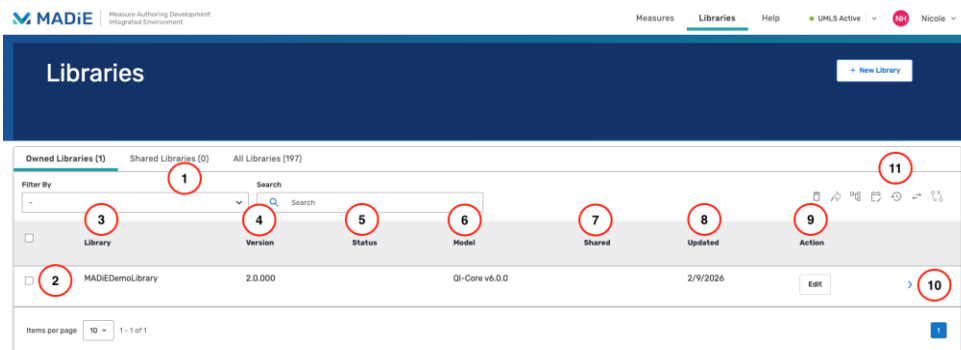 MADiE Measure Authoring Development
Integrated Environment
Measures Libraries Help UMLS Active NH Nicole
Libraries
+ New Library
Owned Libraries (1) Shared Libraries (0) All Libraries (197)
1
11
Filter By Search
- Search
3 4 5 6 7 8 9
Library Version Status Model Shared Updated Action
2 MADiEDemoLibrary 2.0.000 QI-Core v6.0.0 2/9/2026 Edit > 10
Items per page 10 1 - 1 of 1 1